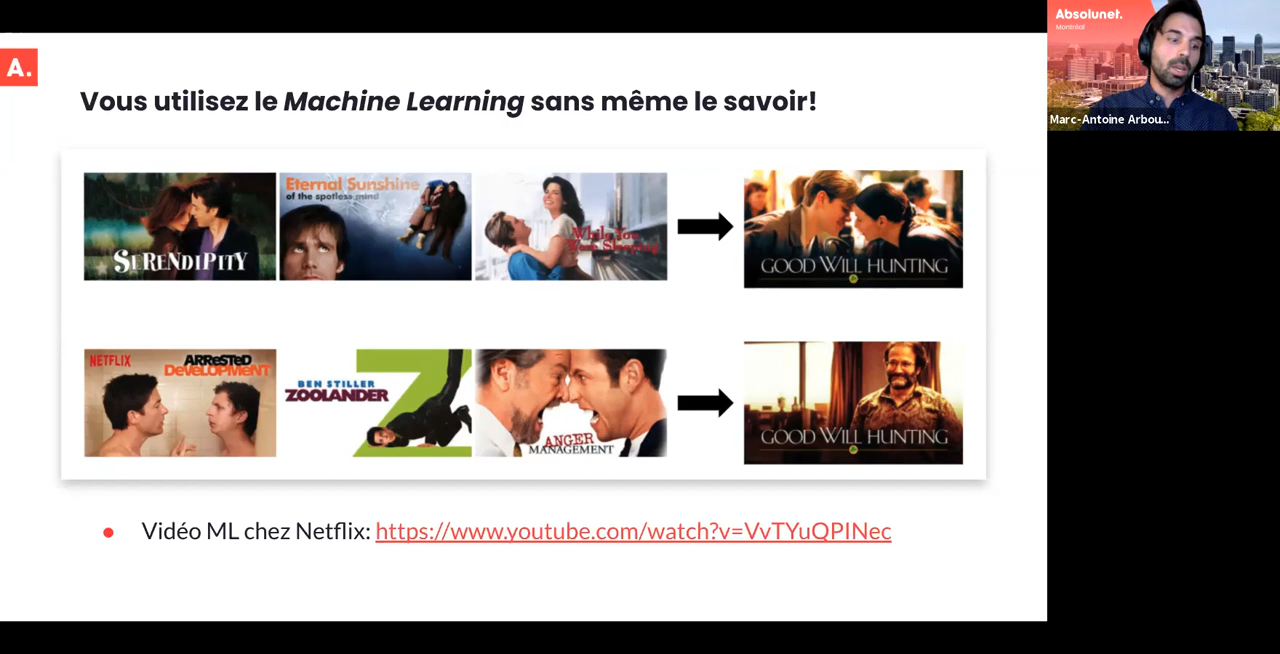 Absolunet.
Montréal
Marc-Antoine Arbou...
A.
Vous utilisez le Machine Learning sans même le savoir!
SERENDIPITY
Eternal Sunshine
of the spotless mind
While You
Were Sleeping
GOOD WILL HUNTING
NETFLIX
ARRESTED
DEVELOPMENT
BEN STILLER
ZOOLANDER
Z
ANGER
MANAGEMENT
GOOD WILL HUNTING
Vidéo ML chez Netflix: https://www.youtube.com/watch?v=VvTYuQPINec